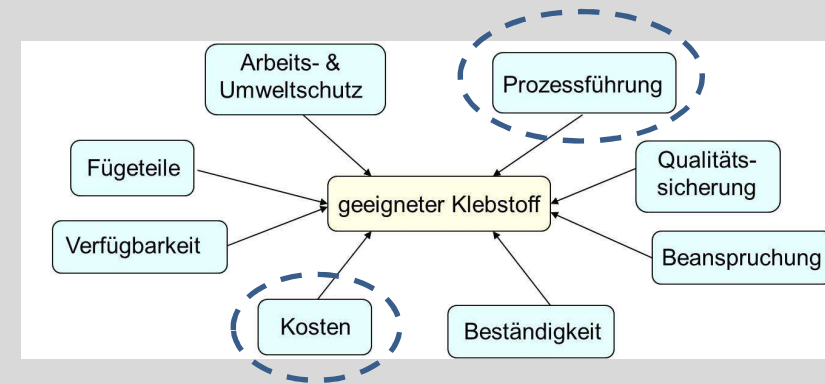 Arbeits- &
Umweltschutz
Prozessführung
Fügeteile
Qualitäts-
sicherung
geeigneter Klebstoff
Verfügbarkeit
Beanspruchung
Kosten
Beständigkeit